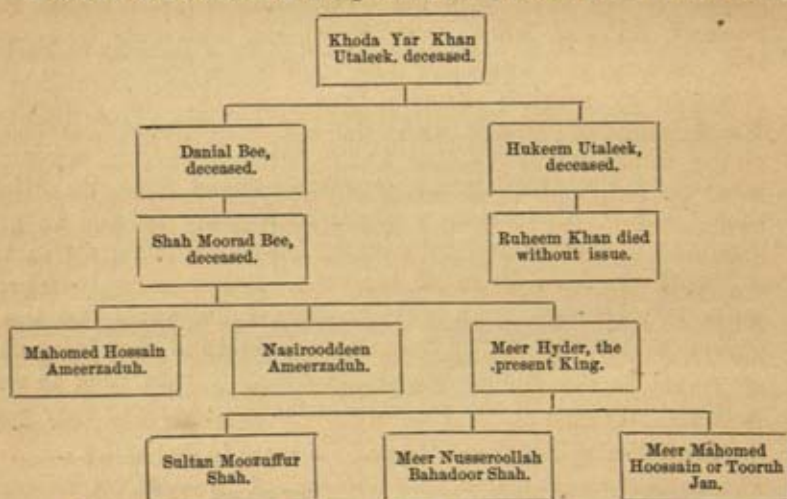 Khoda Yar Khan
Utaleek. deceased.
Danial Bee,
deceased.
Hukeem Utaleek,
deceased.
Shah Moorad Bee,
deceased.
Ruheem Khan died
without issue.
Mahomed Hossain
Ameerzaduh.
Nasirooddeen
Ameerzaduh.
Meer Hyder, the
present King.
Sultan Moozuffur
Shah.
Meer Nusseroollah
Bahadoor Shah.
Meer Mahomed
Hoossain or Tooruh
Jan.